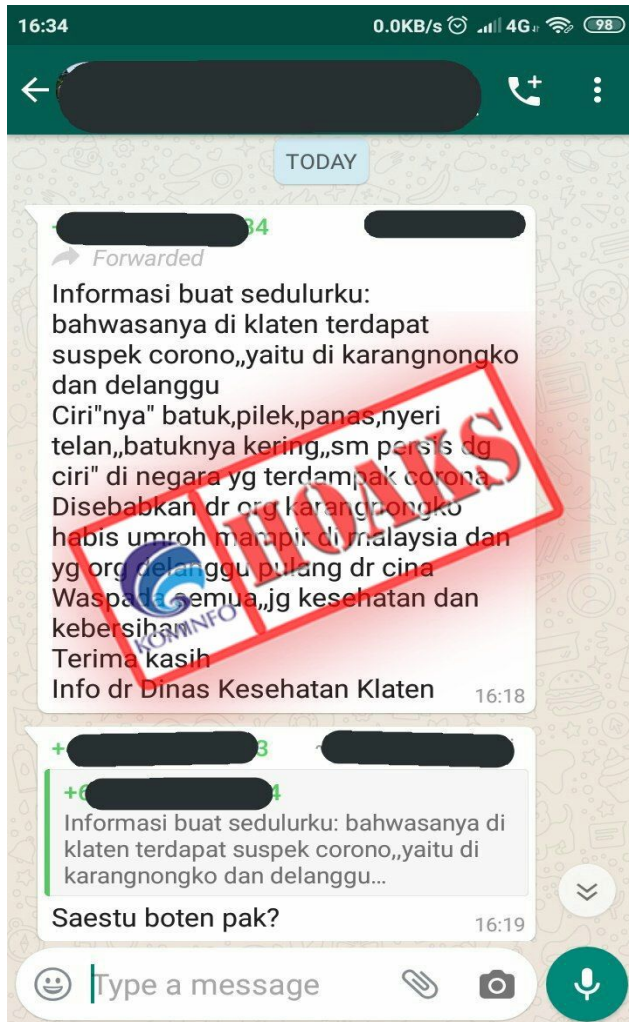 16:34
0.0KB/s 4G 98
TODAY
34
Forwarded
Informasi buat sedulurku:
bahwasanya di klaten terdapat
suspek corono,,yaitu di karangnongko
dan delanggu
Ciri"nya" batuk,pilek,panas,nyeri
telan,,batuknya kering,,sm persis dg
ciri" di negara yg terdampak corona
Disebabkan dr org karangnongko
habis umroh mampir di malaysia dan
yg org delanggu pulang dr cina
Waspada semua,,jg kesehatan dan
kebersihan
Terima kasih
Info dr Dinas Kesehatan Klaten 16:18
HOAKS
KOMINFO
+ 3 ~
+6 4
Informasi buat sedulurku: bahwasanya di
klaten terdapat suspek corono,,yaitu di
karangnongko dan delanggu...
Saestu boten pak? 16:19
Type a message